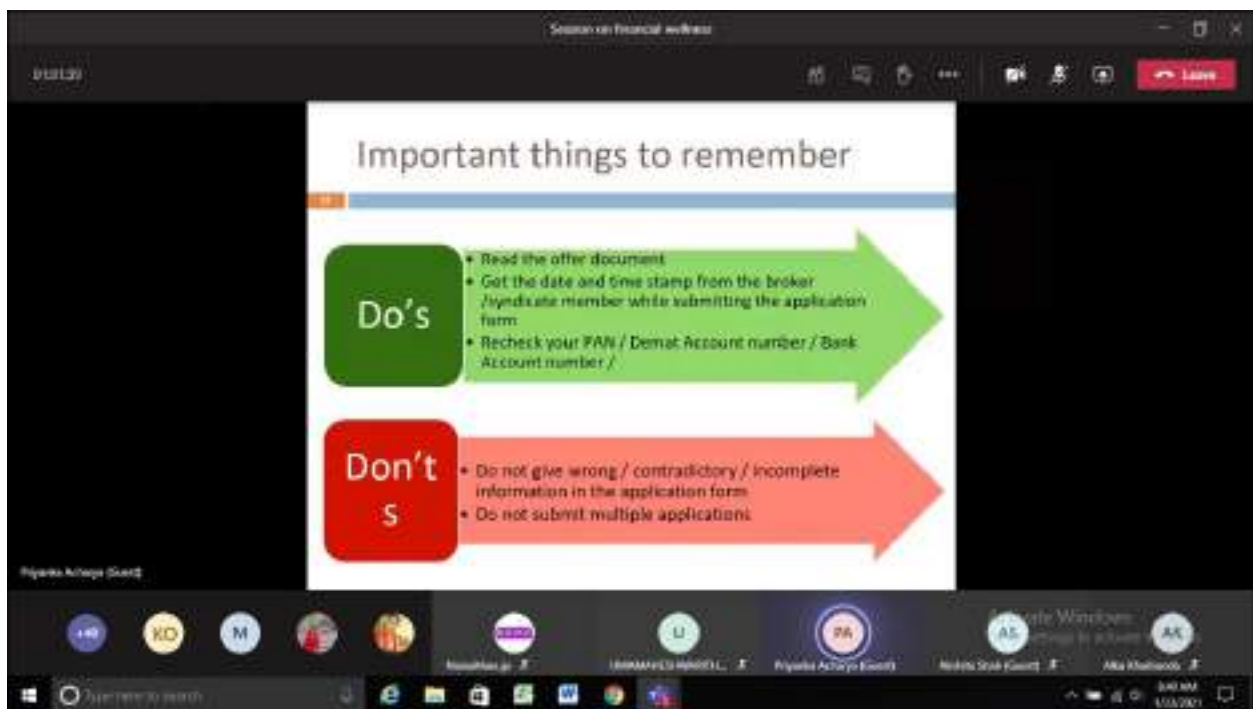 Session on financial wellness
Leave
Important things to remember
Do's
• Read the offer document
• Get the date and time stamp from the broker
/syndicate member while submitting the application
form
• Recheck your PAN / Demat Account number / Bank
Account number /
Don't
s
• Do not give wrong / contradictory / incomplete
information in the application form
• Do not submit multiple applications
Priyanka Acharya (Guest)
+40
KO
M
U
PA
AS
AK
Priyanka Acharya (Guest)
Activate Windows
Type here to search